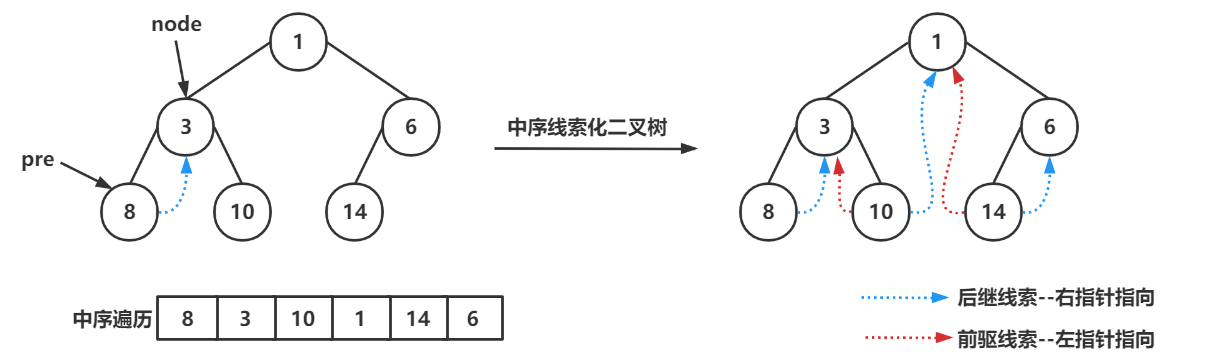 node
1
1
3
6
中序线索化二叉树
3
6
pre
8
10
14
8
10
14
中序遍历 8 3 10 1 14 6
后继线索--右指针指向
前驱线索--左指针指向